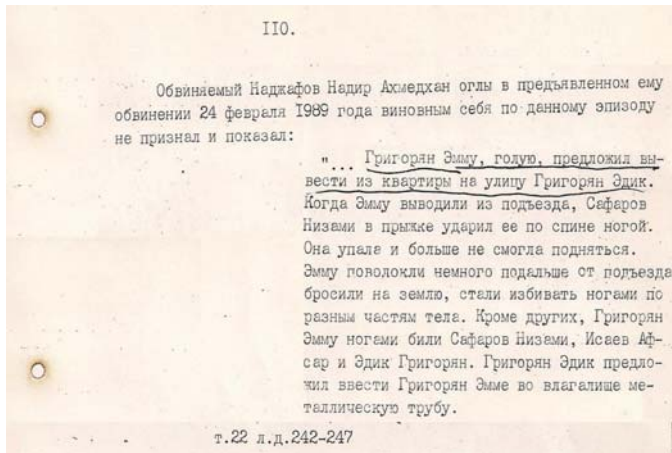 II0.
Обвиняемый Наджафов Надир Ахмедхан оглы в предъявленном ему
обвинении 24 февраля I989 года виновным себя по данному эпизоду
не признал и показал:
"... Григорян Эмму, голую, предложил вы-
вести из квартиры на улицу Григорян Эдик.
Когда Эмму выводили из подъезда, Сафаров
Низами в прыжке ударил ее по спине ногой.
Она упала и больше не смогла подняться.
Эмму поволокли немного подальше от подъезда
бросили на землю, стали избивать ногами по
разным частям тела. Кроме других, Григорян
Эмму ногами били Сафаров Низами, Исаев Аф-
сар и Эдик Григорян. Григорян Эдик предло-
жил ввести Григорян Эмме во влагалище ме-
таллическую трубу.
т.22 л.д.242-247